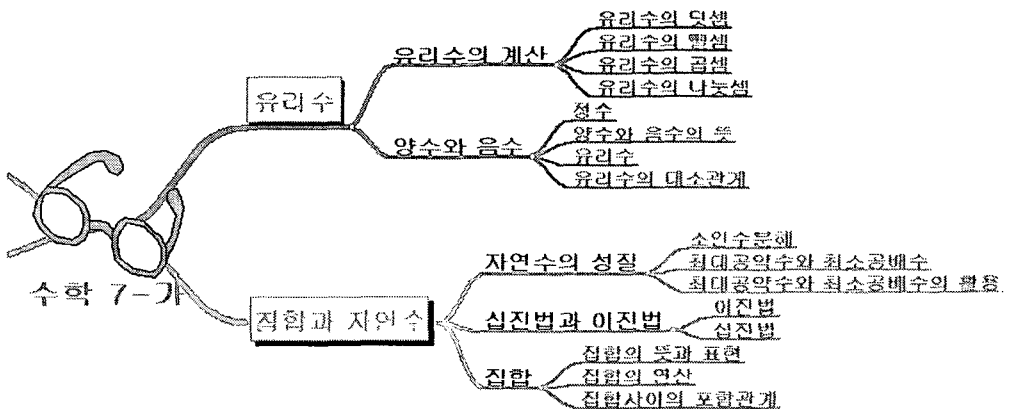 유리수의 덧셈
유리수의 뺄셈
유리수의 계산
유리수의 곱셈
유리수의 나눗셈
유리수
정수
양수와 음수의 뜻
양수와 음수
유리수
유리수의 대소관계
수학 7-가
소인수분해
자연수의 성질
최대공약수와 최소공배수
최대공약수와 최소공배수의 활용
집합과 자연수
이진법
십진법과 이진법
십진법
집합의 뜻과 표현
집합
집합의 연산
집합사이의 포함관계